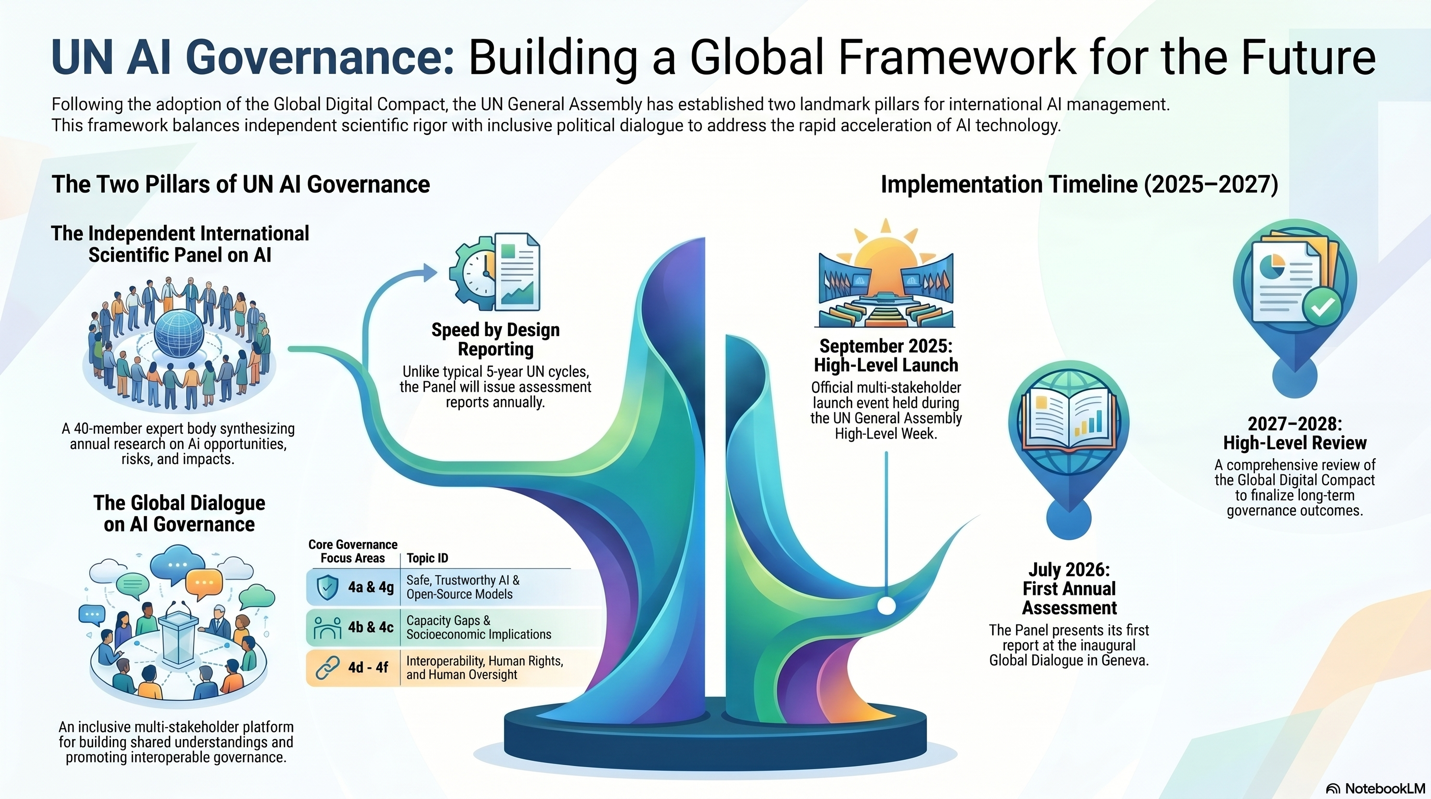 UN AI Governance: Building a Global Framework for the Future
Following the adoption of the Global Digital Compact, the UN General Assembly has established two landmark pillars for international AI management.
This framework balances independent scientific rigor with inclusive political dialogue to address the rapid acceleration of AI technology.
The Two Pillars of UN AI Governance
The Independent International
Scientific Panel on AI
A 40-member expert body synthesizing
annual research on Ai opportunities,
risks, and impacts.
Speed by Design
Reporting
Unlike typical 5-year UN cycles,
the Panel will issue assessment
reports annually.
The Global Dialogue
on AI Governance
An inclusive multi-stakeholder platform
for building shared understandings and
promoting interoperable governance.
Core Governance
Focus Areas
Topic ID
4a & 4g
Safe, Trustworthy AI &
Open-Source Models
4b & 4c
Capacity Gaps &
Socioeconomic Implications
4d - 4f
Interoperability, Human Rights,
and Human Oversight
Implementation Timeline (2025–2027)
September 2025:
High-Level Launch
Official multi-stakeholder
launch event held during
the UN General Assembly
High-Level Week.
July 2026:
First Annual
Assessment
The Panel presents its first
report at the inaugural
Global Dialogue in Geneva.
2027–2028:
High-Level Review
A comprehensive review of
the Global Digital Compact
to finalize long-term
governance outcomes.
NotebookLM